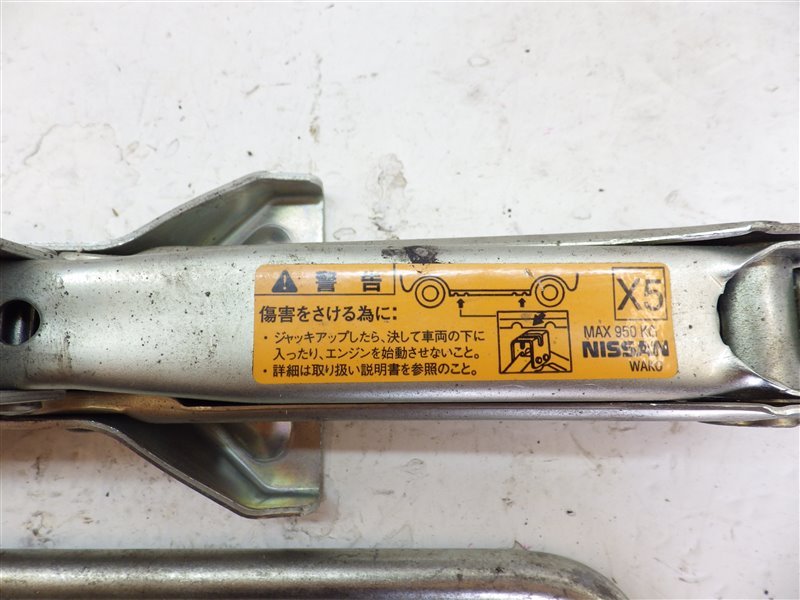 警告
傷害をさける為に:
・ジャッキアップしたら、決して車両の下に
入ったり、エンジンを始動させないこと。
・詳細は取り扱い説明書を参照のこと。
X5
MAX 950 KG
NISSAN
WAKO